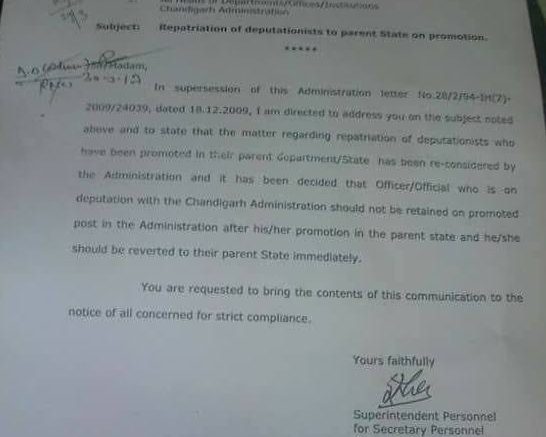 All Heads of Departments/Offices/Institutions
Chandigarh Administration
Subject: Repatriation of deputationists to parent State on promotion.
*****
Madam,
In supersession of this Administration letter No.28/2/94-IH(7)-
2009/24039, dated 18.12.2009, I am directed to address you on the subject noted
above and to state that the matter regarding repatriation of deputationists who
have been promoted in their parent department/State has been re-considered by
the Administration and it has been decided that Officer/Official who is on
deputation with the Chandigarh Administration should not be retained on promoted
post in the Administration after his/her promotion in the parent state and he/she
should be reverted to their parent State immediately.
You are requested to bring the contents of this communication to the
notice of all concerned for strict compliance.
Yours faithfully
Superintendent Personnel
for Secretary Personnel